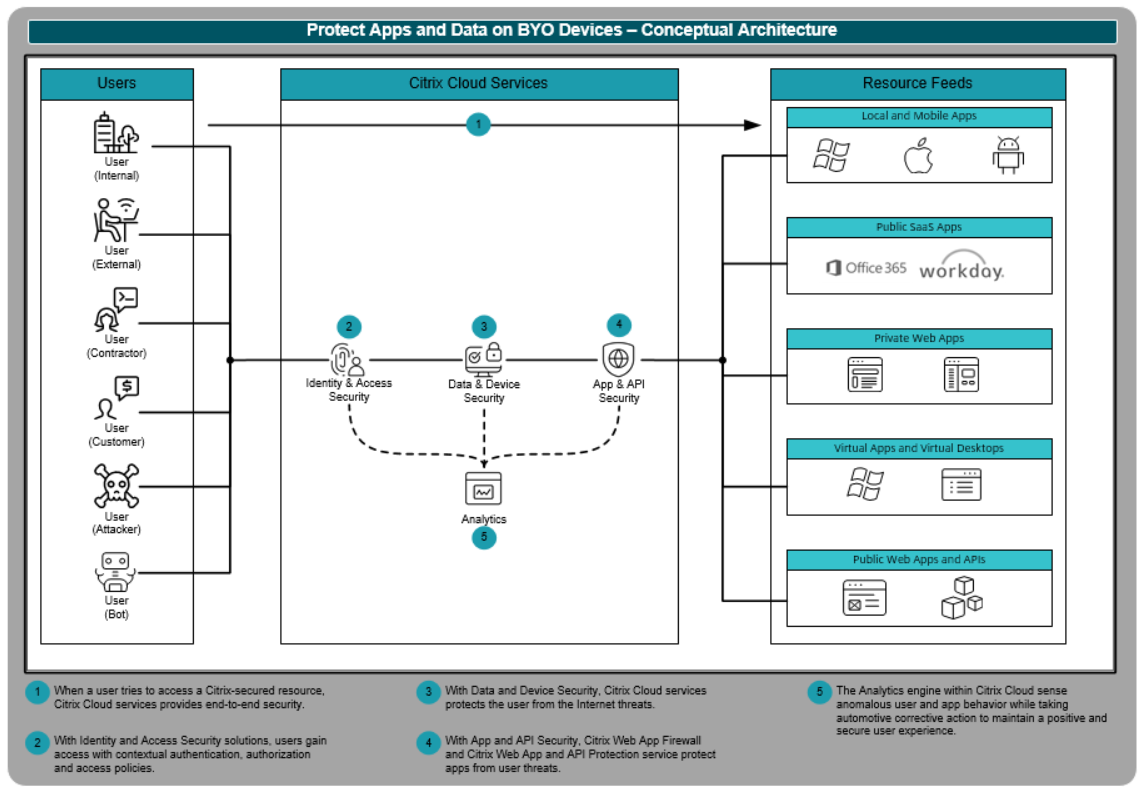 Protect Apps and Data on BYO Devices – Conceptual Architecture
Users
Citrix Cloud Services
Resource Feeds
1
User
(Internal)
User
(External)
User
(Contractor)
$
User
(Customer)
User
(Attacker)
User
(Bot)
2
Identity & Access
Security
3
Data & Device
Security
4
App & API
Security
Analytics
5
Local and Mobile Apps
Public SaaS Apps
Office 365
workday.
Private Web Apps
Virtual Apps and Virtual Desktops
Public Web Apps and APIs
1 When a user tries to access a Citrix-secured resource,
Citrix Cloud services provides end-to-end security.
2 With Identity and Access Security solutions, users gain
access with contextual authentication, authorization
and access policies.
3 With Data and Device Security, Citrix Cloud services
protects the user from the Internet threats.
4 With App and API Security, Citrix Web App Firewall
and Citrix Web App and API Protection service protect
apps from user threats.
5 The Analytics engine within Citrix Cloud sense
anomalous user and app behavior while taking
automotive corrective action to maintain a positive and
secure user experience.